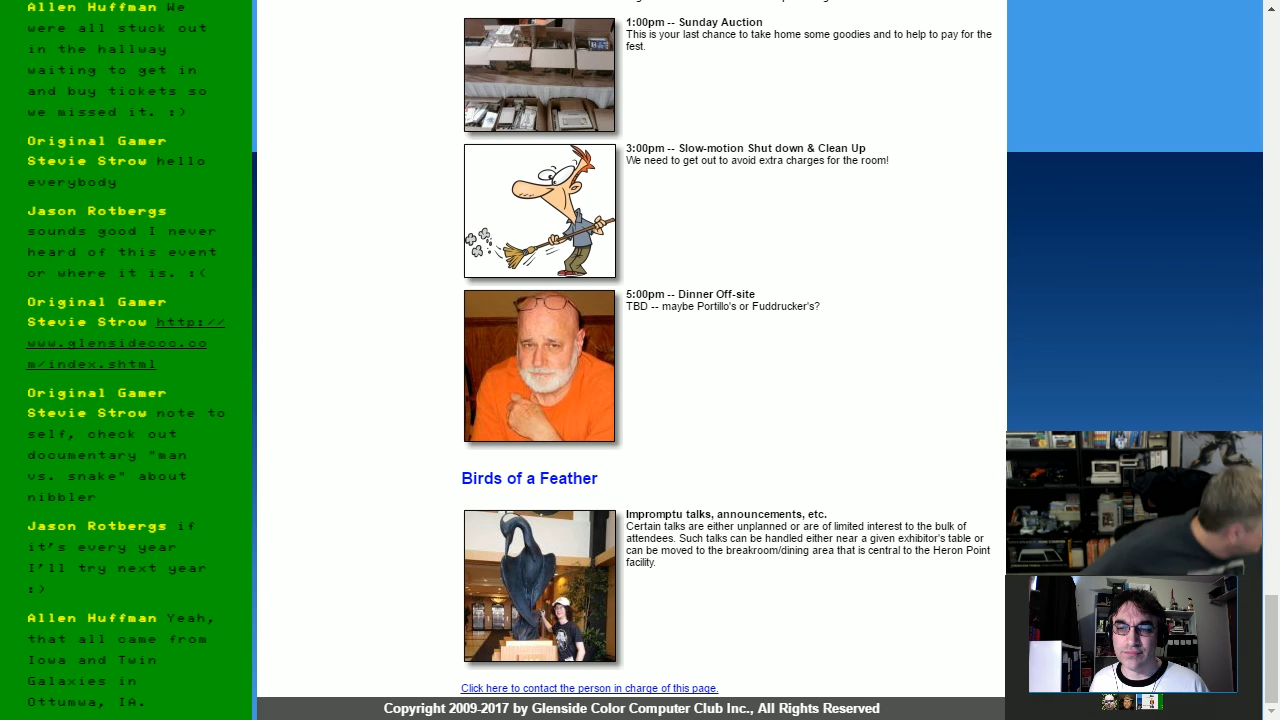 Allen Huffman We
were all stuck out
in the hallway
waiting to get in
and buy tickets so
we missed it. :)
Original Gamer
Stevie Strow hello
everybody
Jason Rotbergs
sounds good I never
heard of this event
or where it is. :(
Original Gamer
Stevie Strow http://
www.glensideccc.co
m/index.shtml
Original Gamer
Stevie Strow note to
self, check out
documentary "man
vs. snake" about
nibbler
Jason Rotbergs if
it's every year
I'll try next year
:)
Allen Huffman Yeah,
that all came from
Iowa and Twin
Galaxies in
Ottumwa, IA.
1:00pm -- Sunday Auction
This is your last chance to take home some goodies and to help to pay for the
fest.
3:00pm -- Slow-motion Shut down & Clean Up
We need to get out to avoid extra charges for the room!
5:00pm -- Dinner Off-site
TBD -- maybe Portillo's or Fuddrucker's?
Birds of a Feather
Impromptu talks, announcements, etc.
Certain talks are either unplanned or are of limited interest to the bulk of
attendees. Such talks can be handled either near a given exhibitor's table or
can be moved to the breakroom/dining area that is central to the Heron Point
facility.
Click here to contact the person in charge of this page.
Copyright 2009-2017 by Glenside Color Computer Club Inc., All Rights Reserved